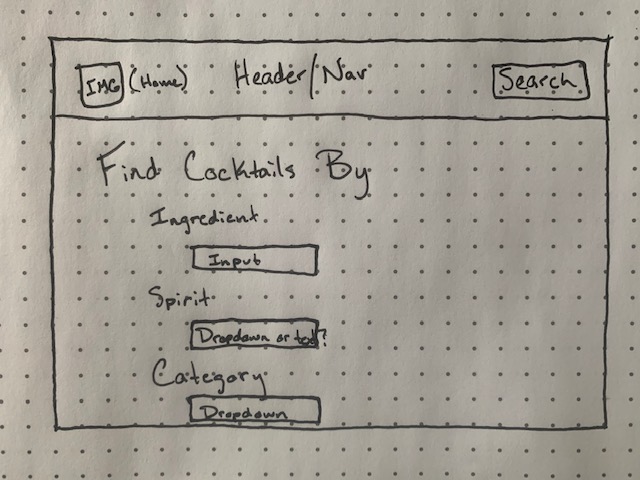 IMG (Home) Header/Nav Search
Find Cocktails By
Ingredient
Input
Spirit
Dropdown or text?
Category
Dropdown